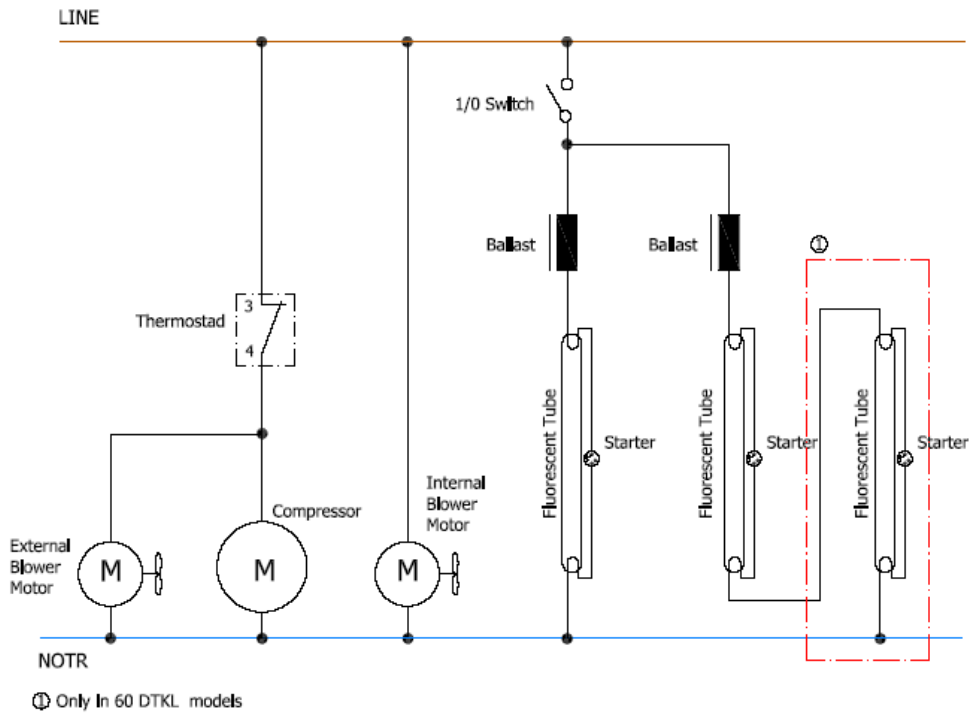 LINE
1/0 Switch
Ballast
Ballast
①
3
Thermostad
4
Fluorescent Tube
Starter
Fluorescent Tube
Starter
Fluorescent Tube
Starter
Internal
Blower
Motor
Compressor
External
Blower
Motor
M
M
M
NOTR
① Only In 60 DTKL models